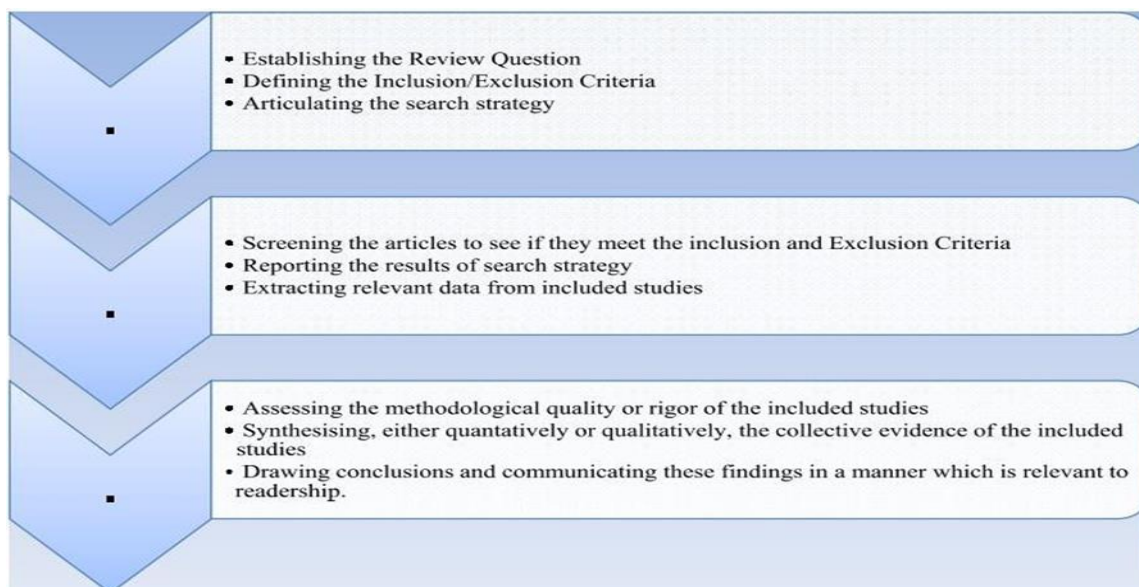 • Establishing the Review Question
• Defining the Inclusion/Exclusion Criteria
• Articulating the search strategy
• Screening the articles to see if they meet the inclusion and Exclusion Criteria
• Reporting the results of search strategy
• Extracting relevant data from included studies
• Assessing the methodological quality or rigor of the included studies
• Synthesising, either quantatively or qualitatively, the collective evidence of the included
studies
• Drawing conclusions and communicating these findings in a manner which is relevant to
readership.